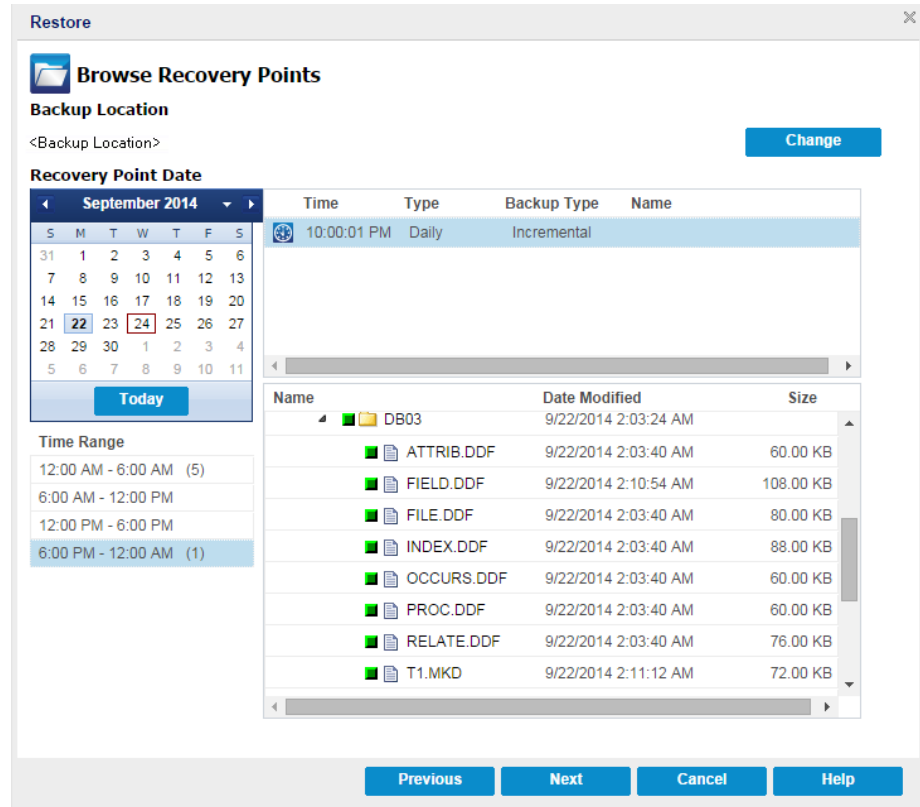 Restore
Browse Recovery Points
Backup Location
<Backup Location>
Change
Recovery Point Date
September 2014
S M T W T F S
31 1 2 3 4 5 6
7 8 9 10 11 12 13
14 15 16 17 18 19 20
21 22 23 24 25 26 27
28 29 30 1 2 3 4
5 6 7 8 9 10 11
Today
Time Range
12:00 AM - 6:00 AM (5)
6:00 AM - 12:00 PM
12:00 PM - 6:00 PM
6:00 PM - 12:00 AM (1)
Time Type Backup Type Name
10:00:01 PM Daily Incremental
Name Date Modified Size
DB03 9/22/2014 2:03:24 AM
ATTRIB.DDF 9/22/2014 2:03:40 AM 60.00 KB
FIELD.DDF 9/22/2014 2:10:54 AM 108.00 KB
FILE.DDF 9/22/2014 2:03:40 AM 80.00 KB
INDEX.DDF 9/22/2014 2:03:40 AM 88.00 KB
OCCURS.DDF 9/22/2014 2:03:40 AM 60.00 KB
PROC.DDF 9/22/2014 2:03:40 AM 60.00 KB
RELATE.DDF 9/22/2014 2:03:40 AM 76.00 KB
T1.MKD 9/22/2014 2:11:12 AM 72.00 KB
Previous Next Cancel Help